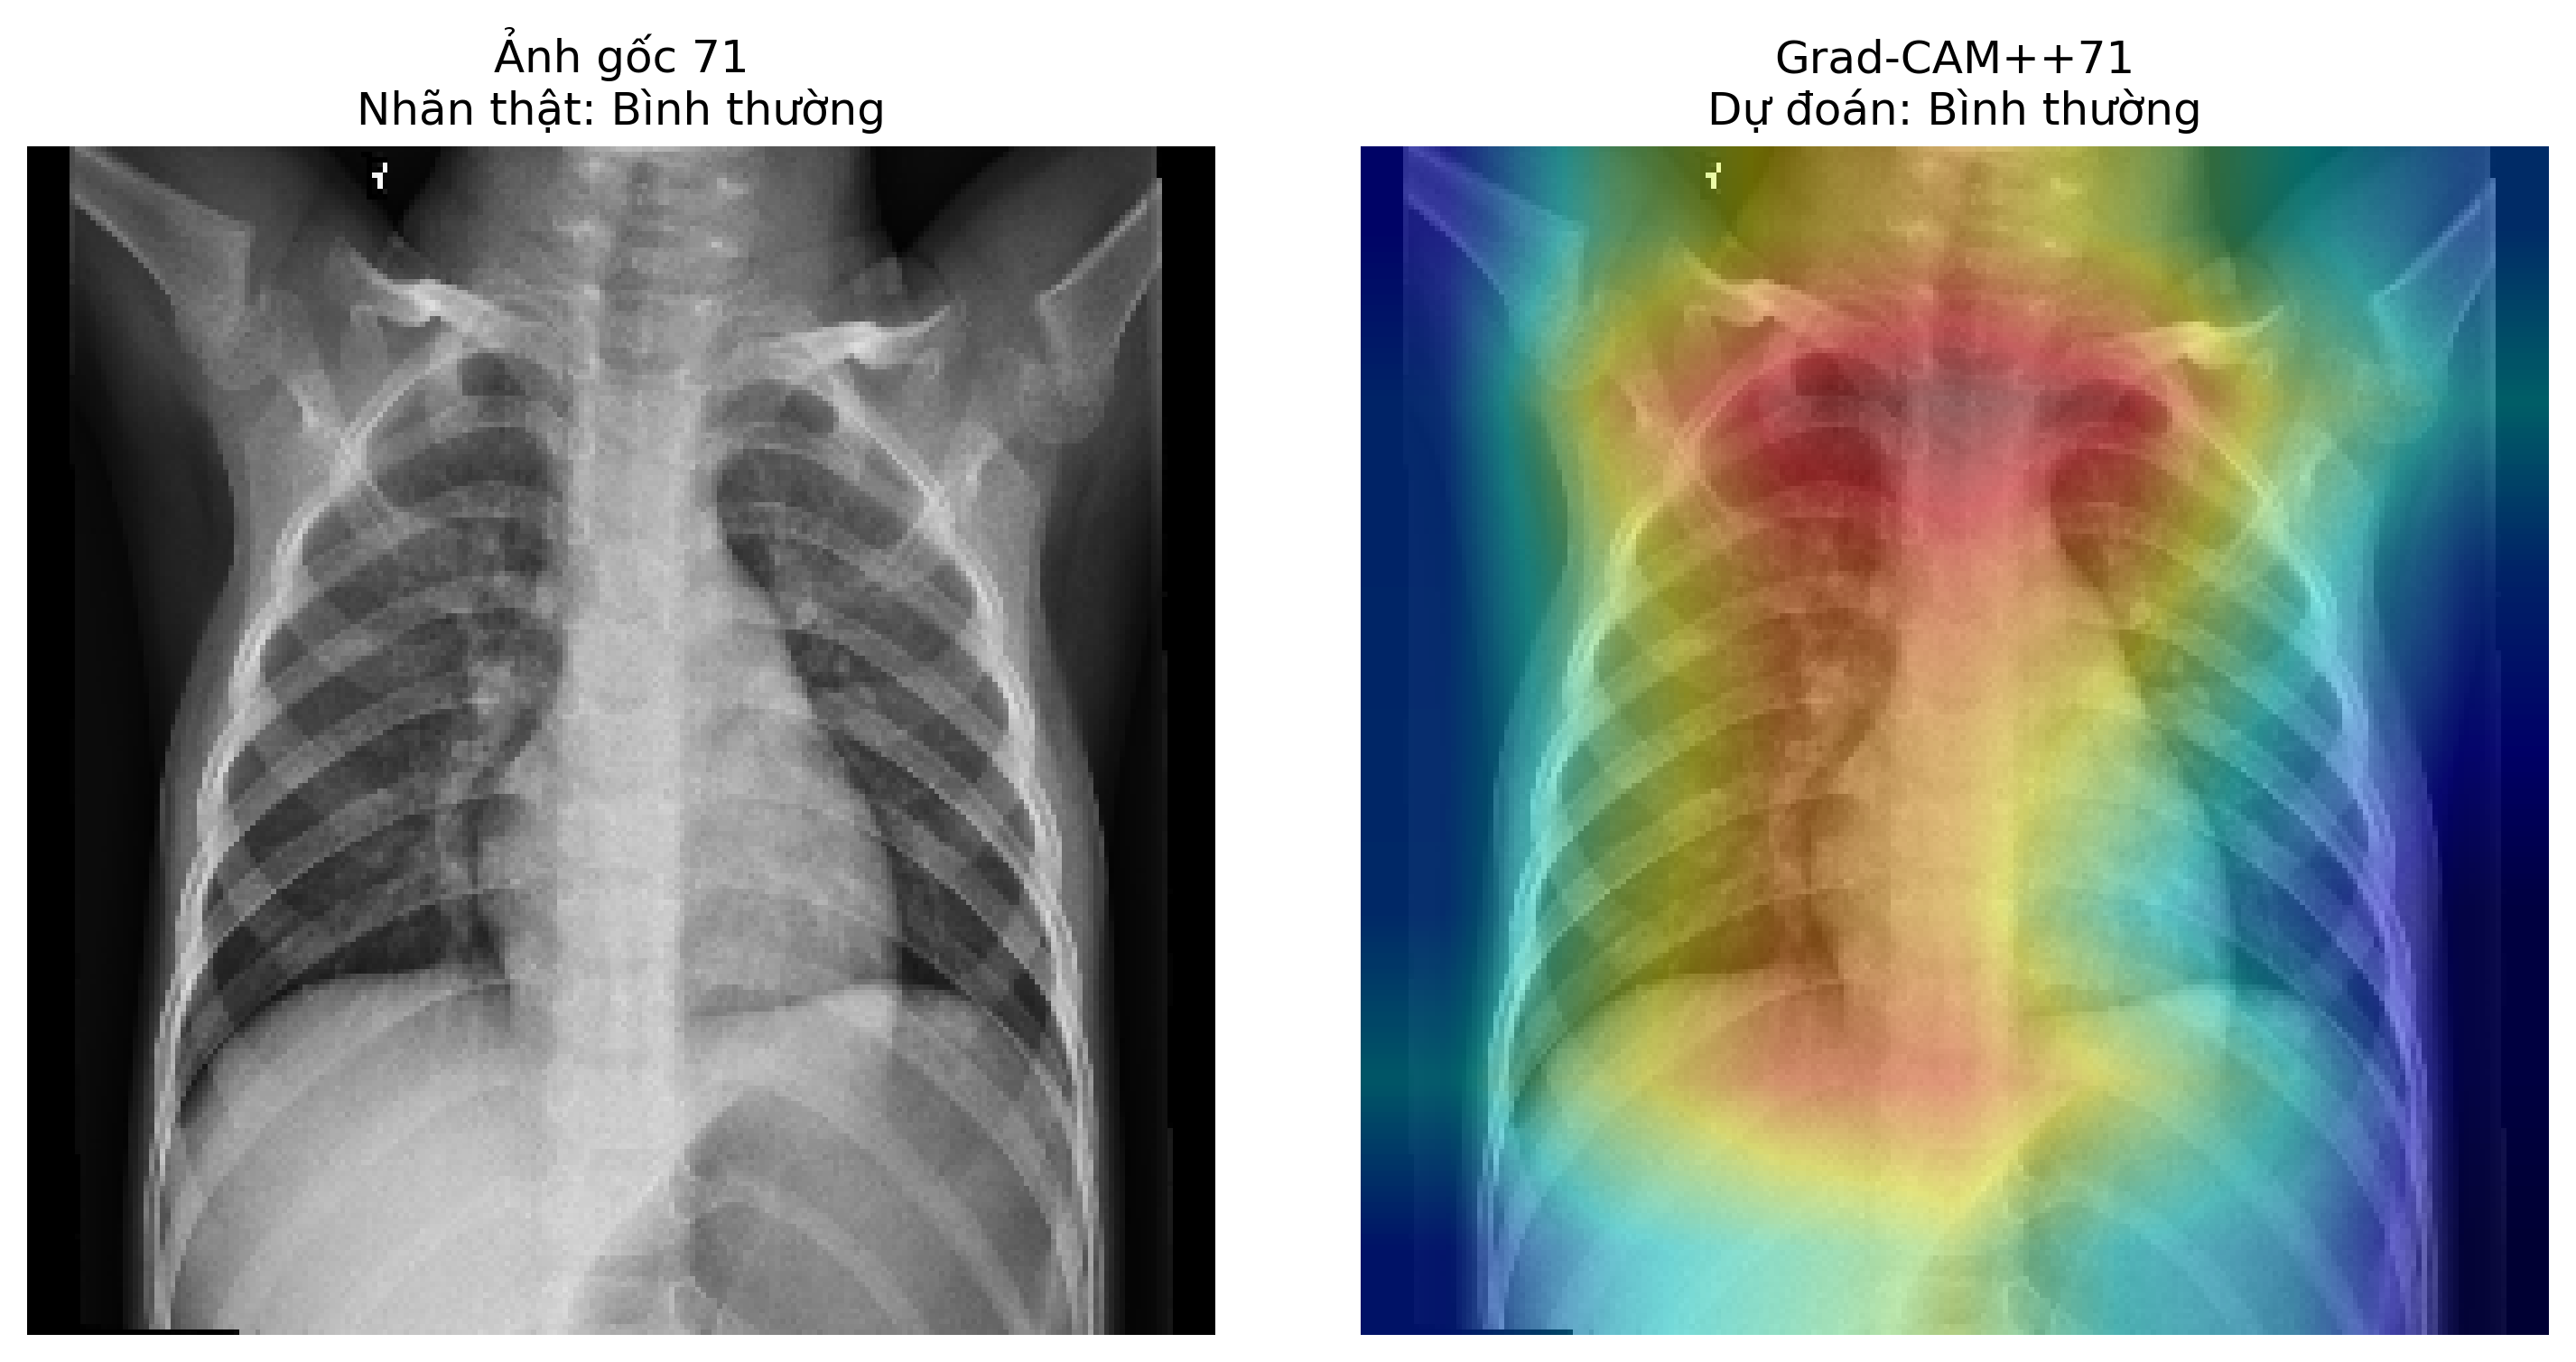 Ảnh gốc 71
Nhãn thật: Bình thường
Grad-CAM++71
Dự đoán: Bình thường